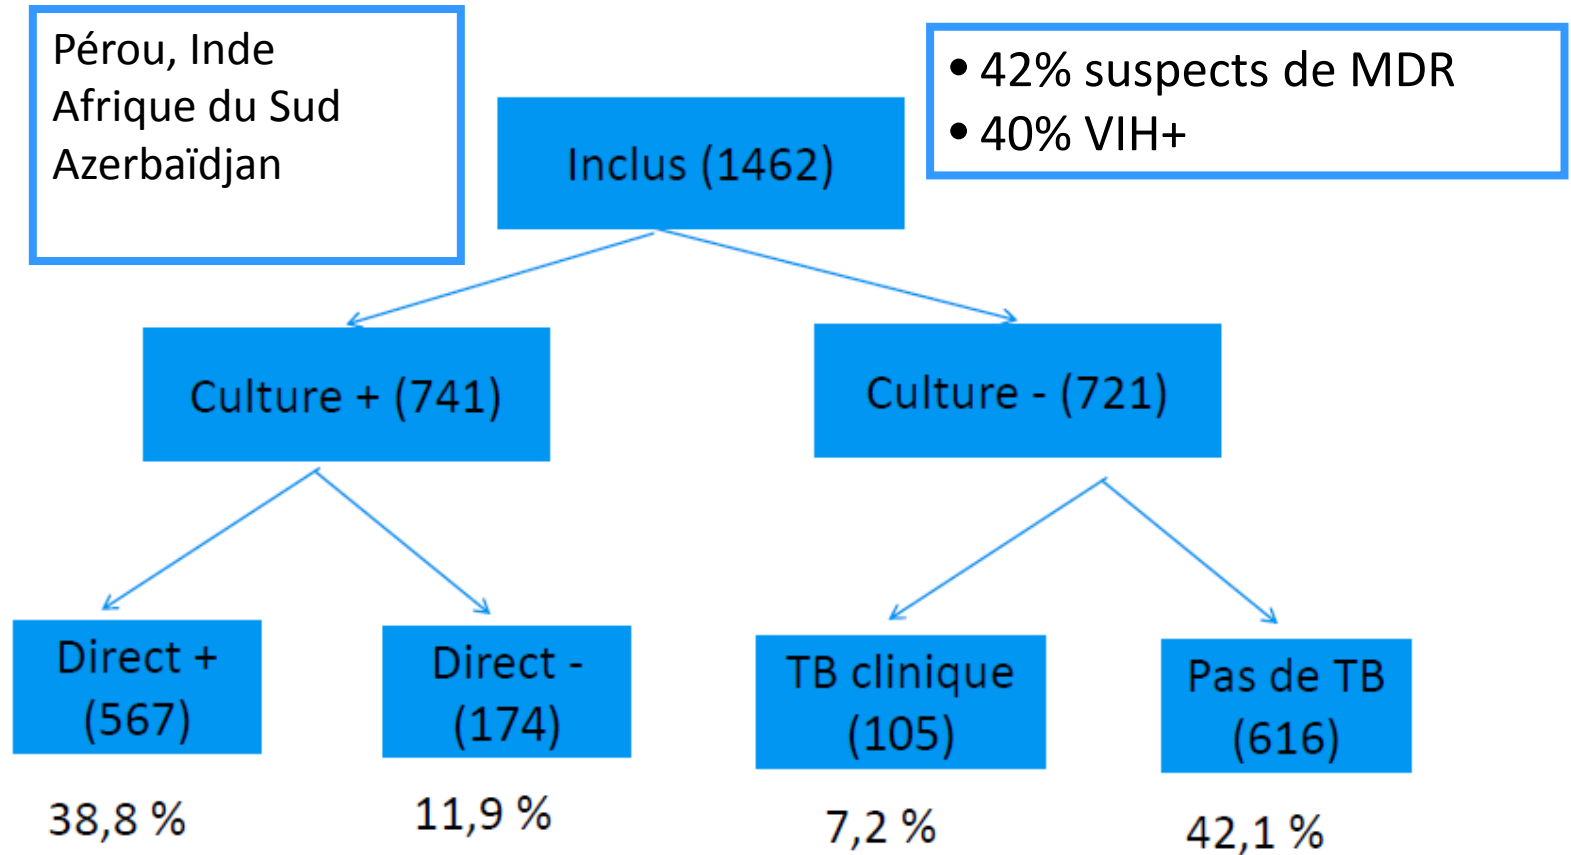 Pérou, Inde
Afrique du Sud
Azerbaïdjan
• 42% suspects de MDR
• 40% VIH+
Inclus (1462)
Culture + (741)
Culture - (721)
Direct +
(567)
Direct -
(174)
TB clinique
(105)
Pas de TB
(616)
38,8 %
11,9 %
7,2 %
42,1 %